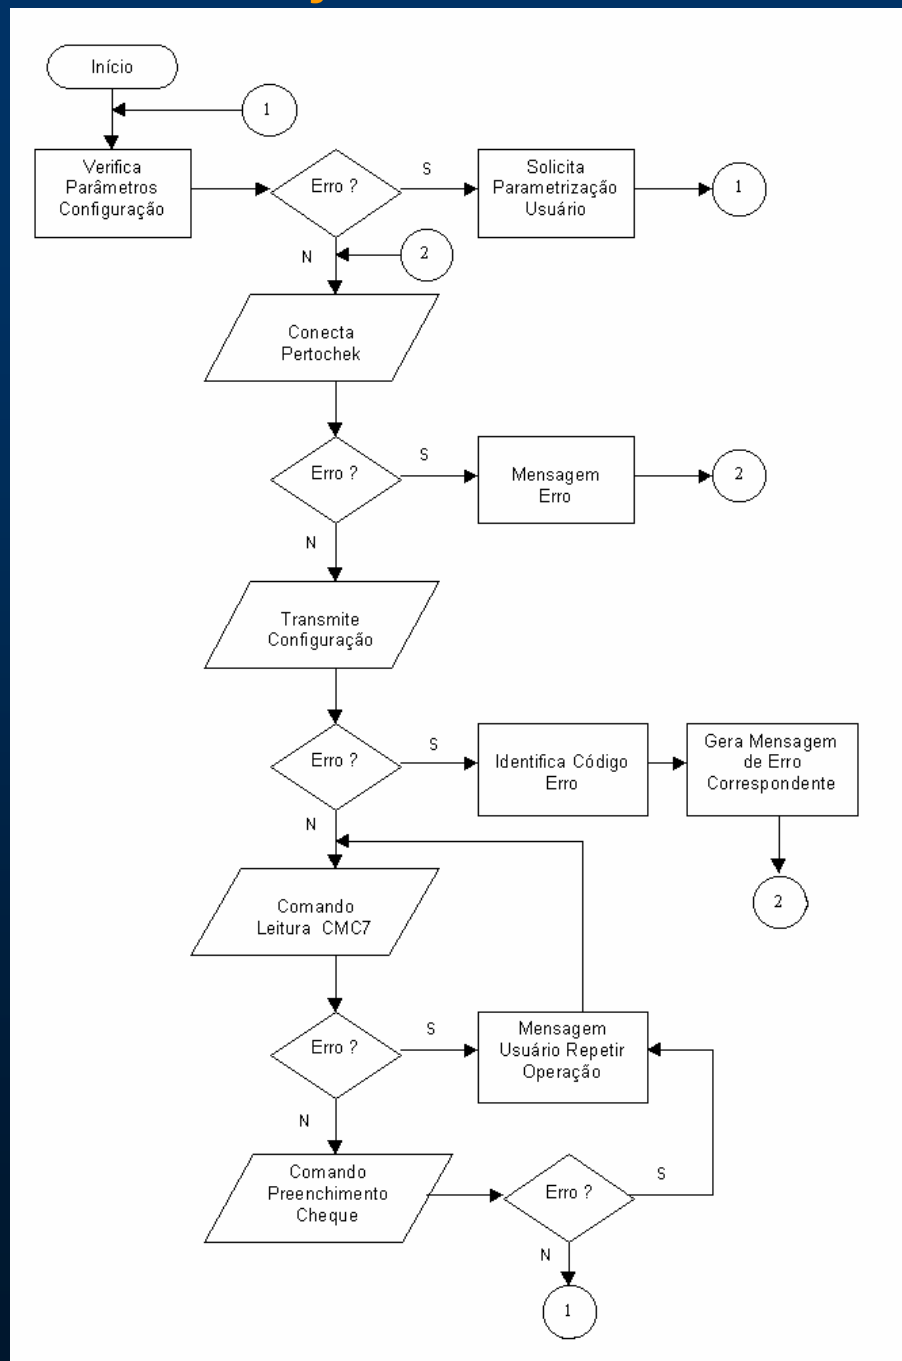 Início
1
Verifica
Parâmetros
Configuração
Erro ?
S
Solicita
Parametrização
Usuário
1
N
2
Conecta
Pertochek
Erro ?
S
Mensagem
Erro
2
N
Transmite
Configuração
Erro ?
S
Identifica Código
Erro
Gera Mensagem
de Erro
Correspondente
N
2
Comando
Leitura CMC7
Erro ?
S
Mensagem
Usuário Repetir
Operação
N
Comando
Preenchimento
Cheque
Erro ?
S
N
1